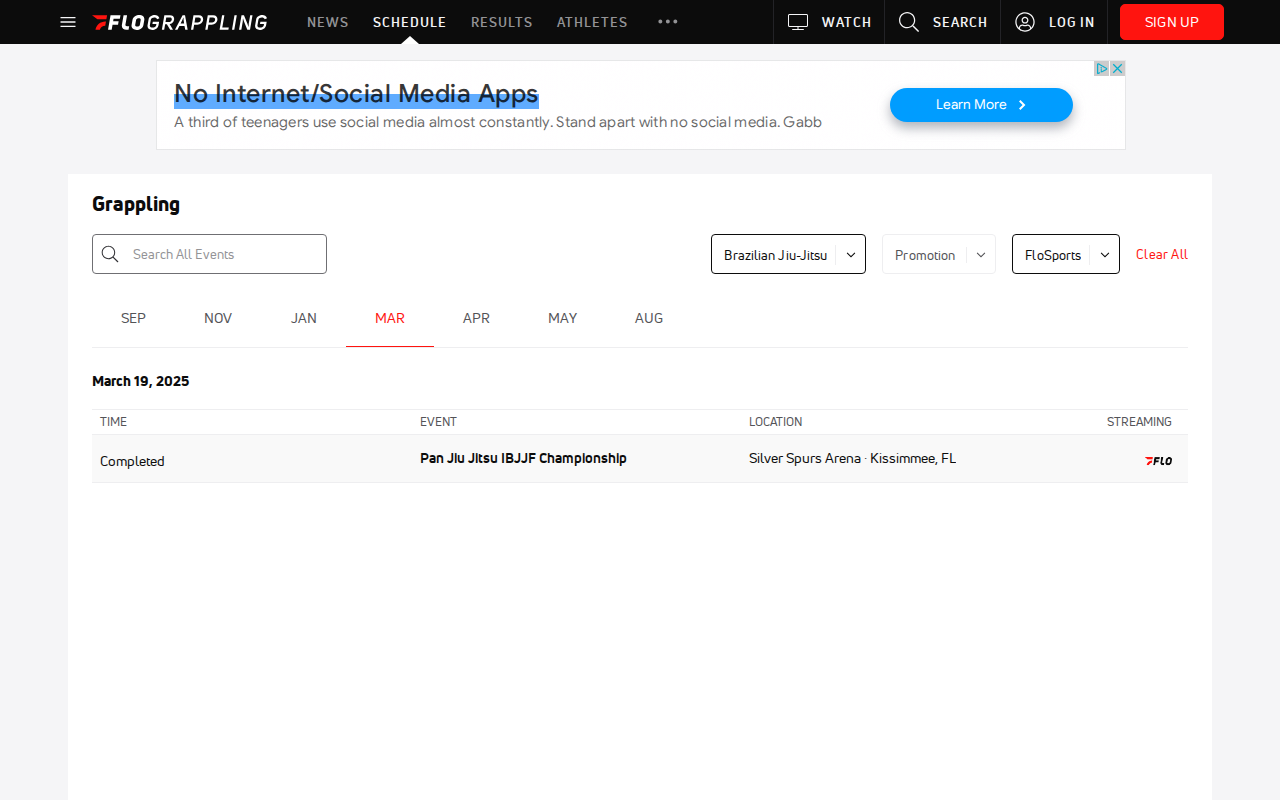 FLOGRAPPLING NEWS SCHEDULE RESULTS ATHLETES ••• WATCH SEARCH LOG IN SIGN UP
No Internet/Social Media Apps
A third of teenagers use social media almost constantly. Stand apart with no social media. Gabb
Learn More
Grappling
Search All Events Brazilian Jiu-Jitsu Promotion FloSports Clear All
SEP NOV JAN MAR APR MAY AUG
March 19, 2025
TIME EVENT LOCATION STREAMING
Completed Pan Jiu Jitsu IBJJF Championship Silver Spurs Arena · Kissimmee, FL FLO